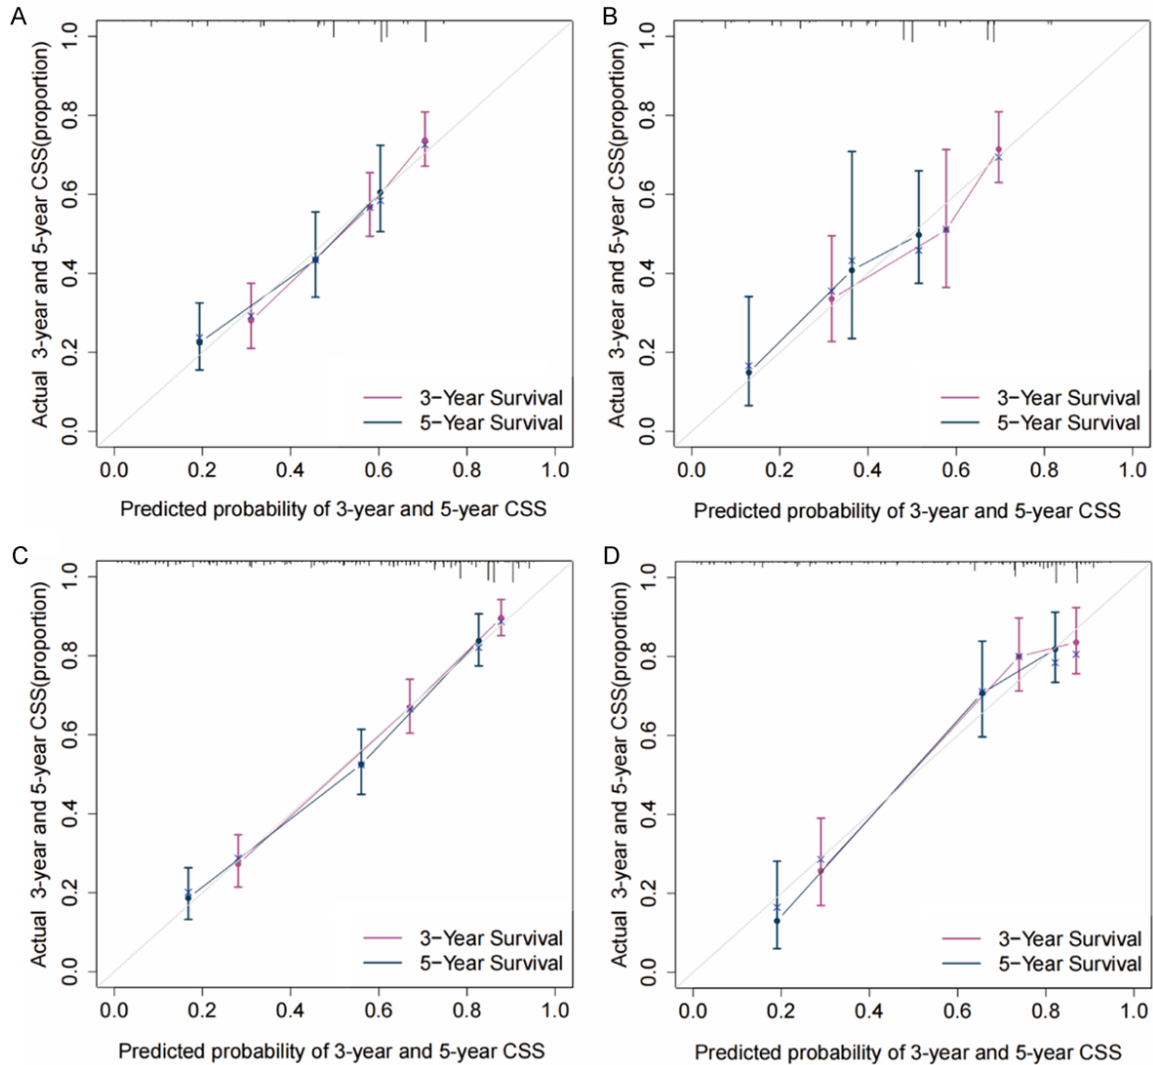 A
Actual 3-year and 5-year CSS(proportion)
1.0
0.8
0.6
0.4
0.2
0.0
3-Year Survival
5-Year Survival
0.0 0.2 0.4 0.6 0.8 1.0
Predicted probability of 3-year and 5-year CSS
B
Actual 3-year and 5-year CSS(proportion)
1.0
0.8
0.6
0.4
0.2
0.0
3-Year Survival
5-Year Survival
0.0 0.2 0.4 0.6 0.8 1.0
Predicted probability of 3-year and 5-year CSS
C
Actual 3-year and 5-year CSS(proportion)
1.0
0.8
0.6
0.4
0.2
0.0
3-Year Survival
5-Year Survival
0.0 0.2 0.4 0.6 0.8 1.0
Predicted probability of 3-year and 5-year CSS
D
Actual 3-year and 5-year CSS(proportion)
1.0
0.8
0.6
0.4
0.2
0.0
3-Year Survival
5-Year Survival
0.0 0.2 0.4 0.6 0.8 1.0
Predicted probability of 3-year and 5-year CSS